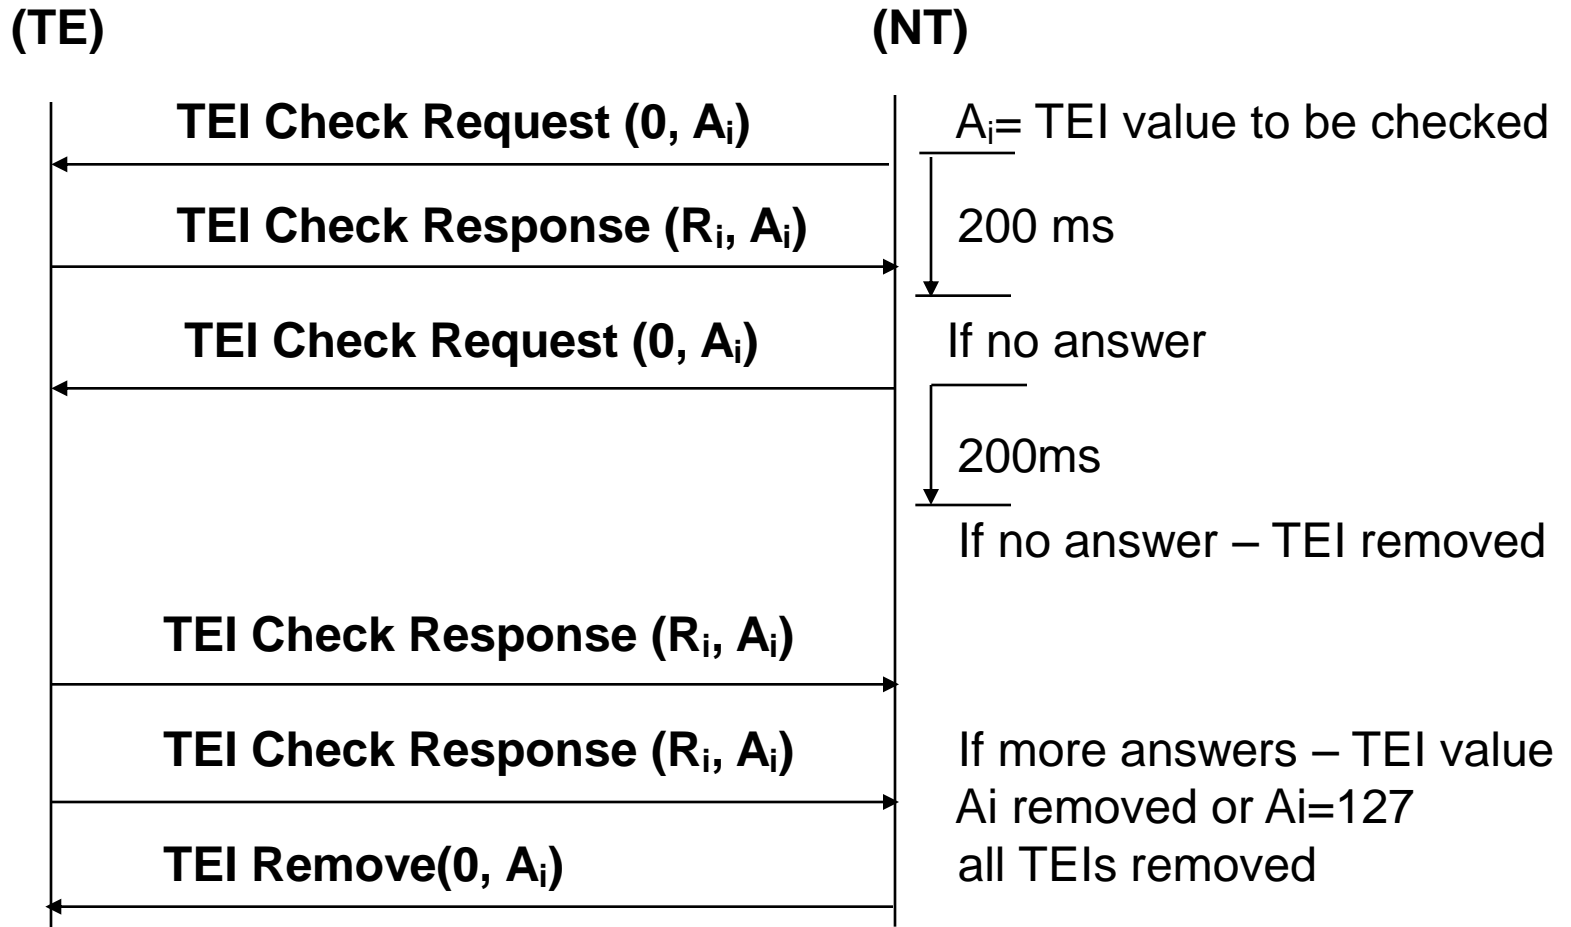 (TE) (NT)
TEI Check Request (0, Ai) Ai= TEI value to be checked
TEI Check Response (Ri, Ai) 200 ms
TEI Check Request (0, Ai) If no answer
200ms
If no answer – TEI removed
TEI Check Response (Ri, Ai)
TEI Check Response (Ri, Ai) If more answers – TEI value
Ai removed or Ai=127
TEI Remove(0, Ai) all TEIs removed